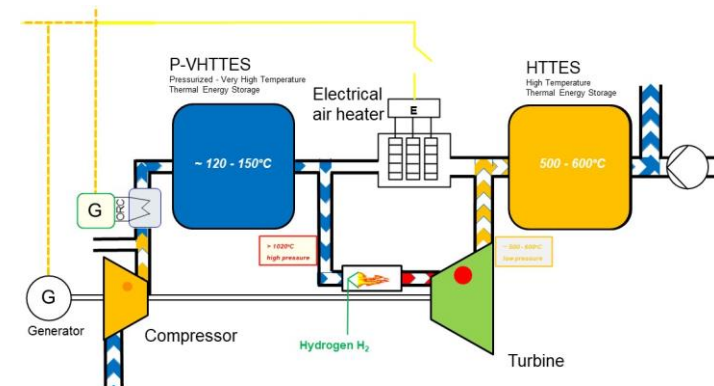 P-VHTTES
Pressurized - Very High Temperature
Thermal Energy Storage
~ 120 - 150°C
Electrical
air heater
E
HTTES
High Temperature
Thermal Energy Storage
500 - 600°C
G
ORC
> 1020°C
high pressure
~ 500 - 600°C
low pressure
G
Generator
Compressor
Hydrogen H₂
Turbine